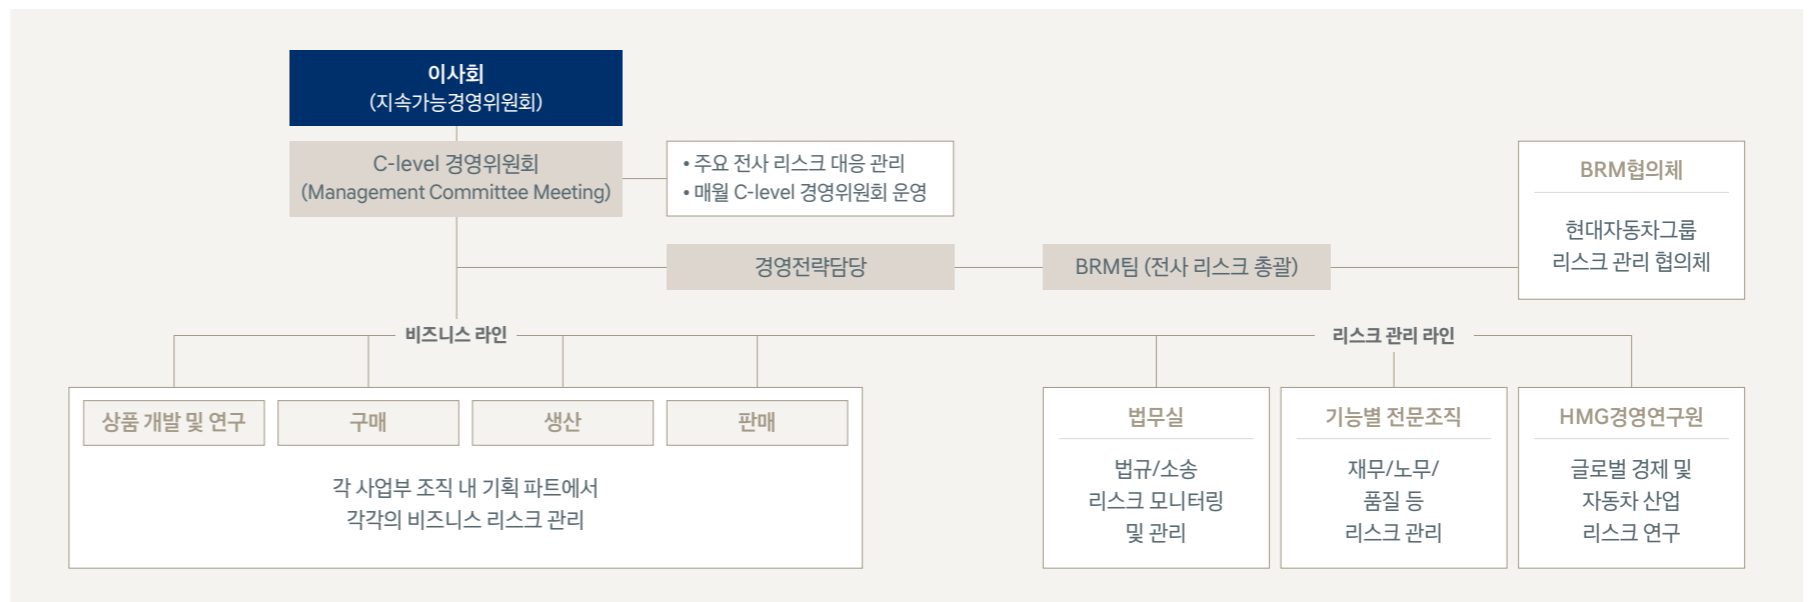 이사회
(지속가능경영위원회)
C-level 경영위원회
(Management Committee Meeting)
• 주요 전사 리스크 대응 관리
• 매월 C-level 경영위원회 운영
BRM협의체
현대자동차그룹
리스크 관리 협의체
경영전략담당
BRM팀 (전사 리스크 총괄)
비즈니스 라인
리스크 관리 라인
상품 개발 및 연구
구매
생산
판매
각 사업부 조직 내 기획 파트에서
각각의 비즈니스 리스크 관리
법무실
법규/소송
리스크 모니터링
및 관리
기능별 전문조직
재무/노무/
품질 등
리스크 관리
HMG경영연구원
글로벌 경제 및
자동차 산업
리스크 연구